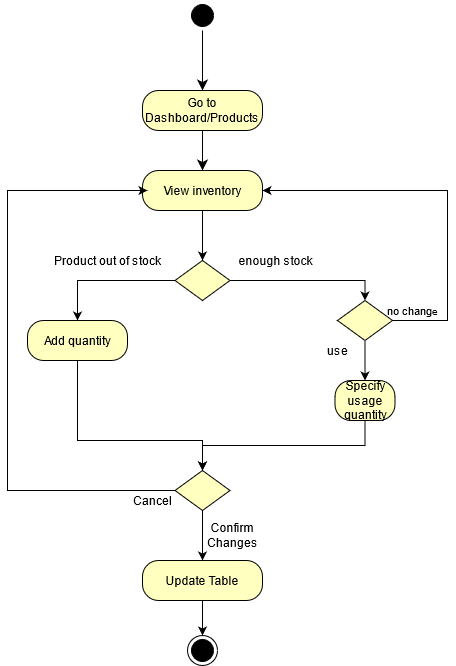 Go to
Dashboard/Products
View inventory
Product out of stock
enough stock
no change
Add quantity
use
Specify
usage
quantity
Cancel
Confirm
Changes
Update Table